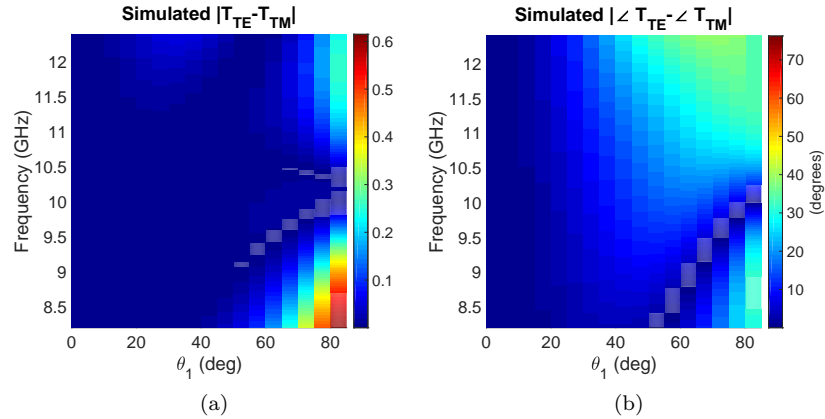 Simulated |T_TE-T_TM|
0.6
0.5
0.4
0.3
0.2
0.1
12
11.5
11
10.5
10
9.5
9
8.5
Frequency (GHz)
0 20 40 60 80
θ_1 (deg)
(a)
Simulated |∠ T_TE-∠ T_TM|
70
60
50
40
30
20
10
(degrees)
12
11.5
11
10.5
10
9.5
9
8.5
Frequency (GHz)
0 20 40 60 80
θ_1 (deg)
(b)